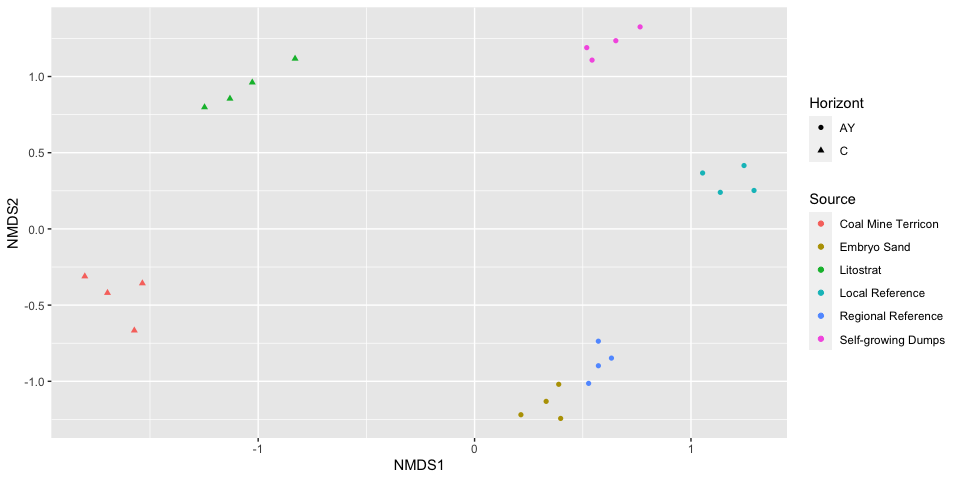 1.0
0.5
0.0
-0.5
-1.0
NMDS2
-1
0
1
NMDS1
Horizont
AY
C
Source
Coal Mine Terricon
Embryo Sand
Litostrat
Local Reference
Regional Reference
Self-growing Dumps